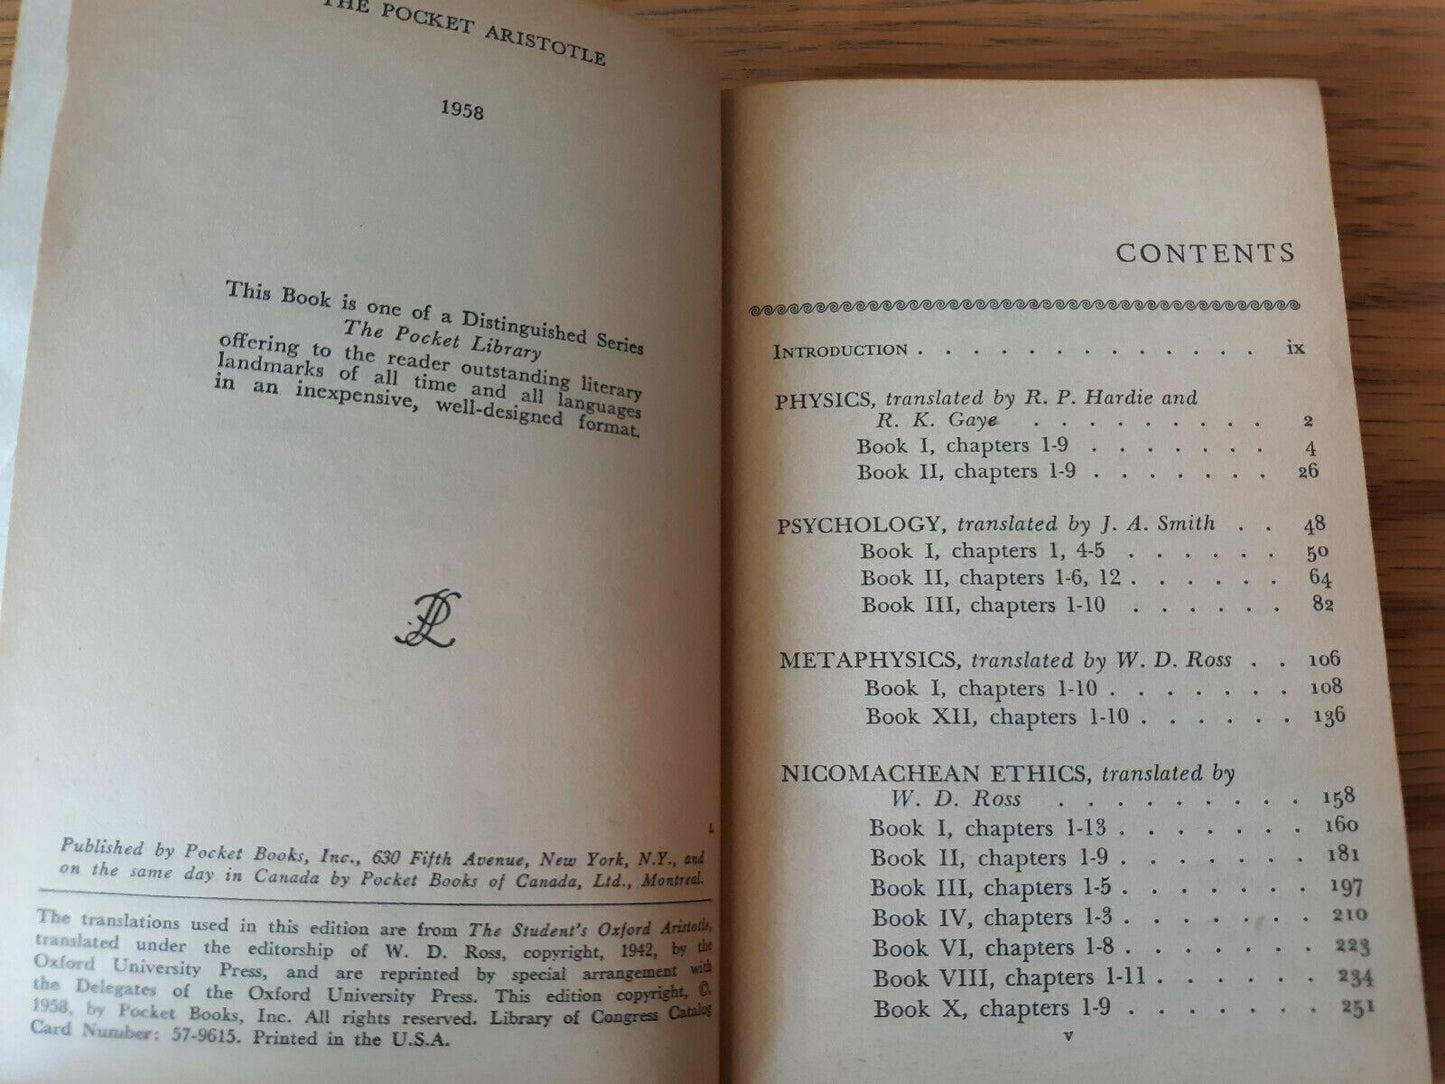 THE POCKET ARISTOTLE
1958
This Book is one of a Distinguished Series
The Pocket Library
offering to the reader outstanding literary
landmarks of all time and all languages
in an inexpensive, well-designed format.
PL
L
Published by Pocket Books, Inc., 630 Fifth Avenue, New York, N.Y., and
on the same day in Canada by Pocket Books of Canada, Ltd., Montreal.
The translations used in this edition are from The Student's Oxford Aristotle,
translated under the editorship of W. D. Ross, copyright, 1942, by the
Oxford University Press, and are reprinted by special arrangement with
the Delegates of the Oxford University Press. This edition copyright, ©,
1958, by Pocket Books, Inc. All rights reserved. Library of Congress Catalog
Card Number: 57-9615. Printed in the U.S.A.
CONTENTS
INTRODUCTION . . . . . . . . . . . . . ix
PHYSICS, translated by R. P. Hardie and
R. K. Gaye . . . . . . . . . 2
Book I, chapters 1-9 . . . . . . . 4
Book II, chapters 1-9 . . . . . . . 26
PSYCHOLOGY, translated by J. A. Smith . . 48
Book I, chapters 1, 4-5 . . . . . . 50
Book II, chapters 1-6, 12 . . . . . . 64
Book III, chapters 1-10 . . . . . . 82
METAPHYSICS, translated by W. D. Ross . . 106
Book I, chapters 1-10 . . . . . . . 108
Book XII, chapters 1-10 . . . . . . 136
NICOMACHEAN ETHICS, translated by
W. D. Ross . . . . . . . . . 158
Book I, chapters 1-13 . . . . . . . 160
Book II, chapters 1-9 . . . . . . . 181
Book III, chapters 1-5 . . . . . . . 197
Book IV, chapters 1-3 . . . . . . . 210
Book VI, chapters 1-8 . . . . . . . 223
Book VIII, chapters 1-11 . . . . . . 234
Book X, chapters 1-9 . . . . . . . 251
v